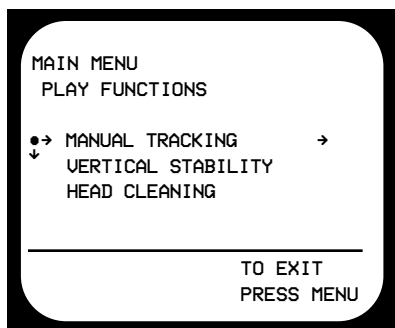 MAIN MENU
PLAY FUNCTIONS
MANUAL TRACKING
VERTICAL STABILITY
HEAD CLEANING
TO EXIT
PRESS MENU